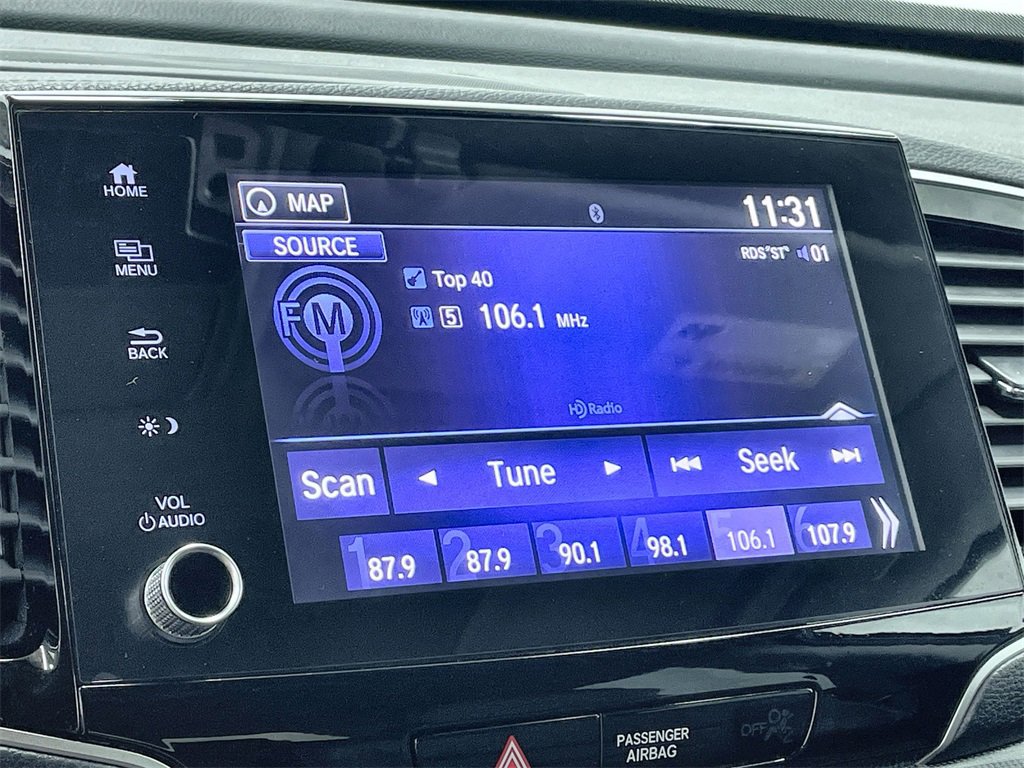 HOME
MENU
BACK
VOL
AUDIO
MAP
11:31
SOURCE
RDS"ST" 01
FM
Top 40
5 106.1 MHz
HD Radio
Scan
Tune
Seek
1 87.9
2 87.9
3 90.1
4 98.1
5 106.1
6 107.9
PASSENGER
AIRBAG
OFF